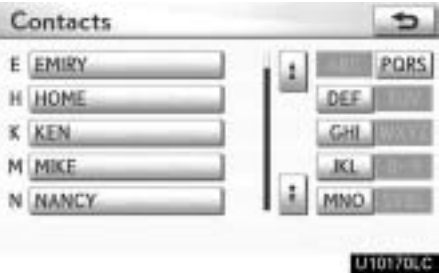 Contacts
E EMIRY PQRS
H HOME DEF
K KEN GHI
M MIKE JKL
N NANCY MNO
U10170LC